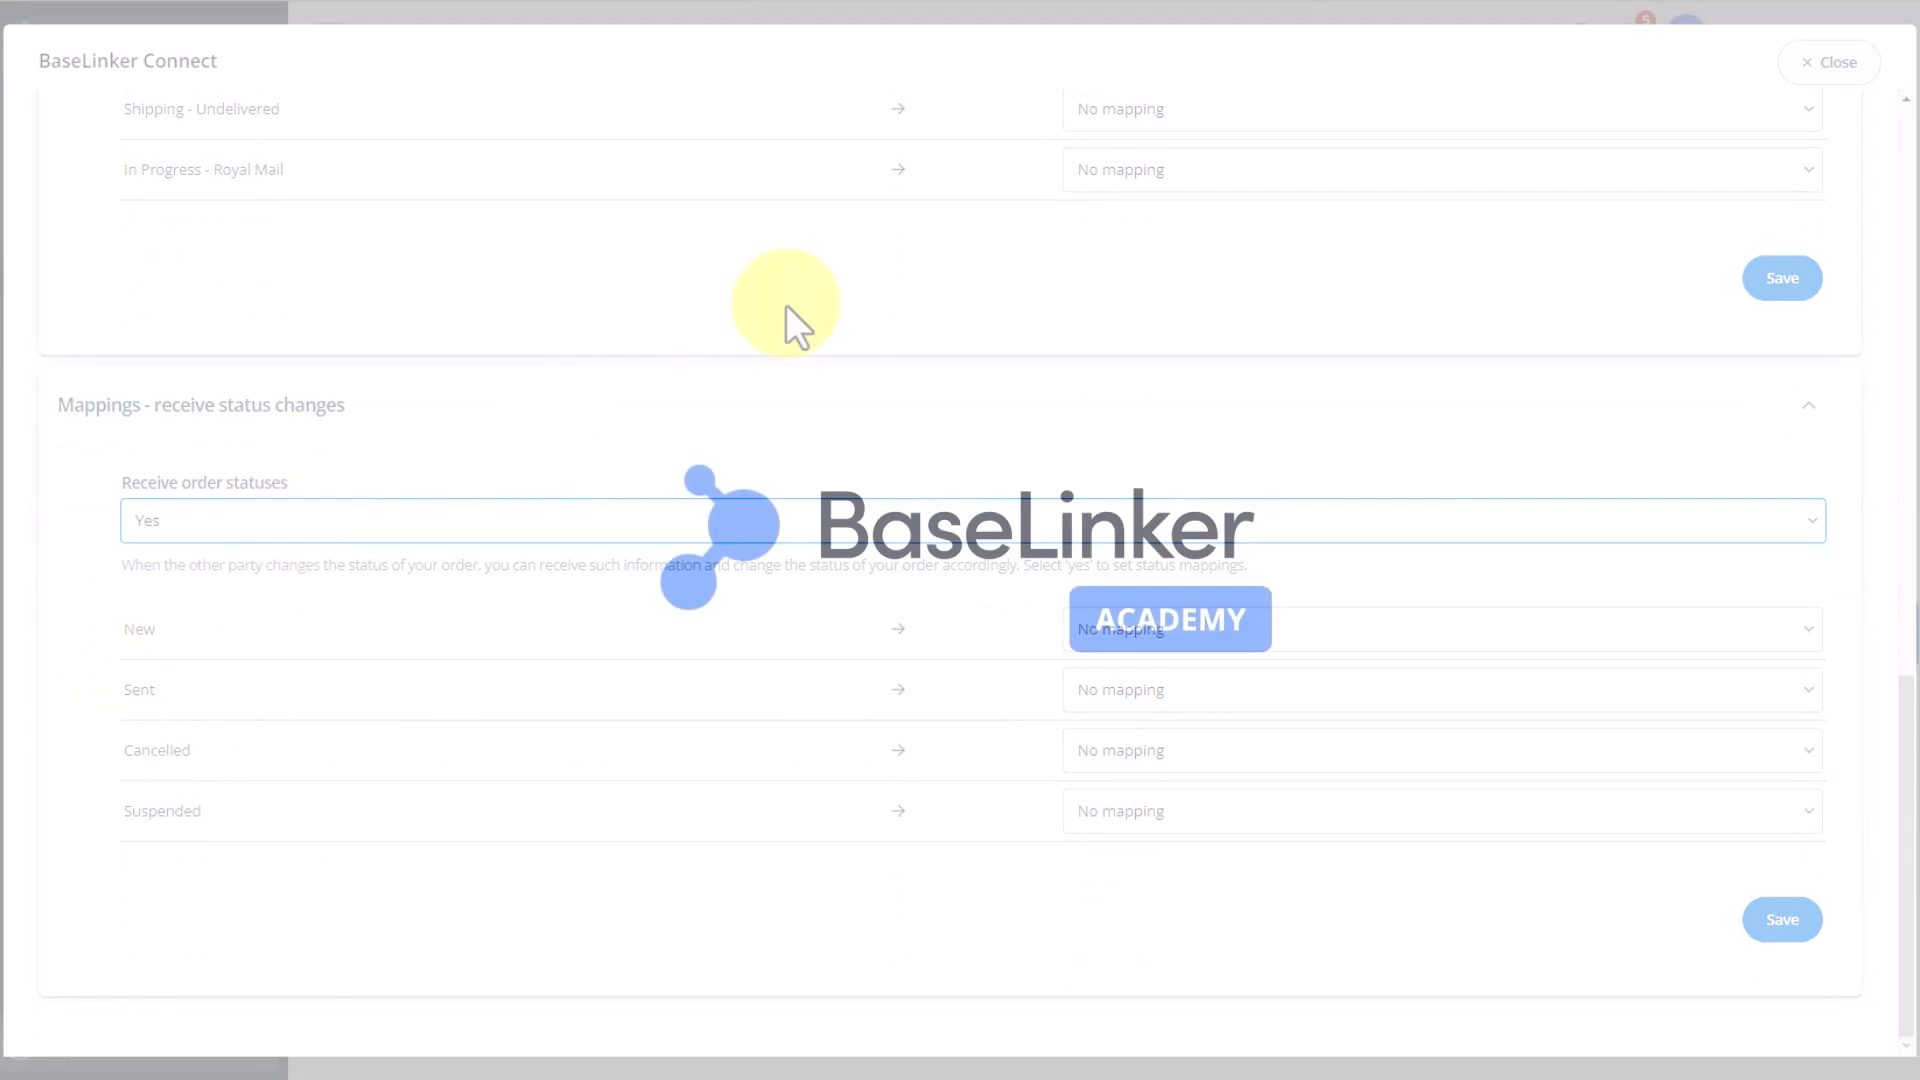 5
BaseLinker Connect
× Close
Shipping - Undelivered → No mapping
In Progress - Royal Mail → No mapping
Save
Mappings - receive status changes
Receive order statuses
Yes
BaseLinker
When the other party changes the status of your order, you can receive such information and change the status of your order accordingly. Select 'yes' to set status mappings.
ACADEMY
New → No mapping
Sent → No mapping
Cancelled → No mapping
Suspended → No mapping
Save